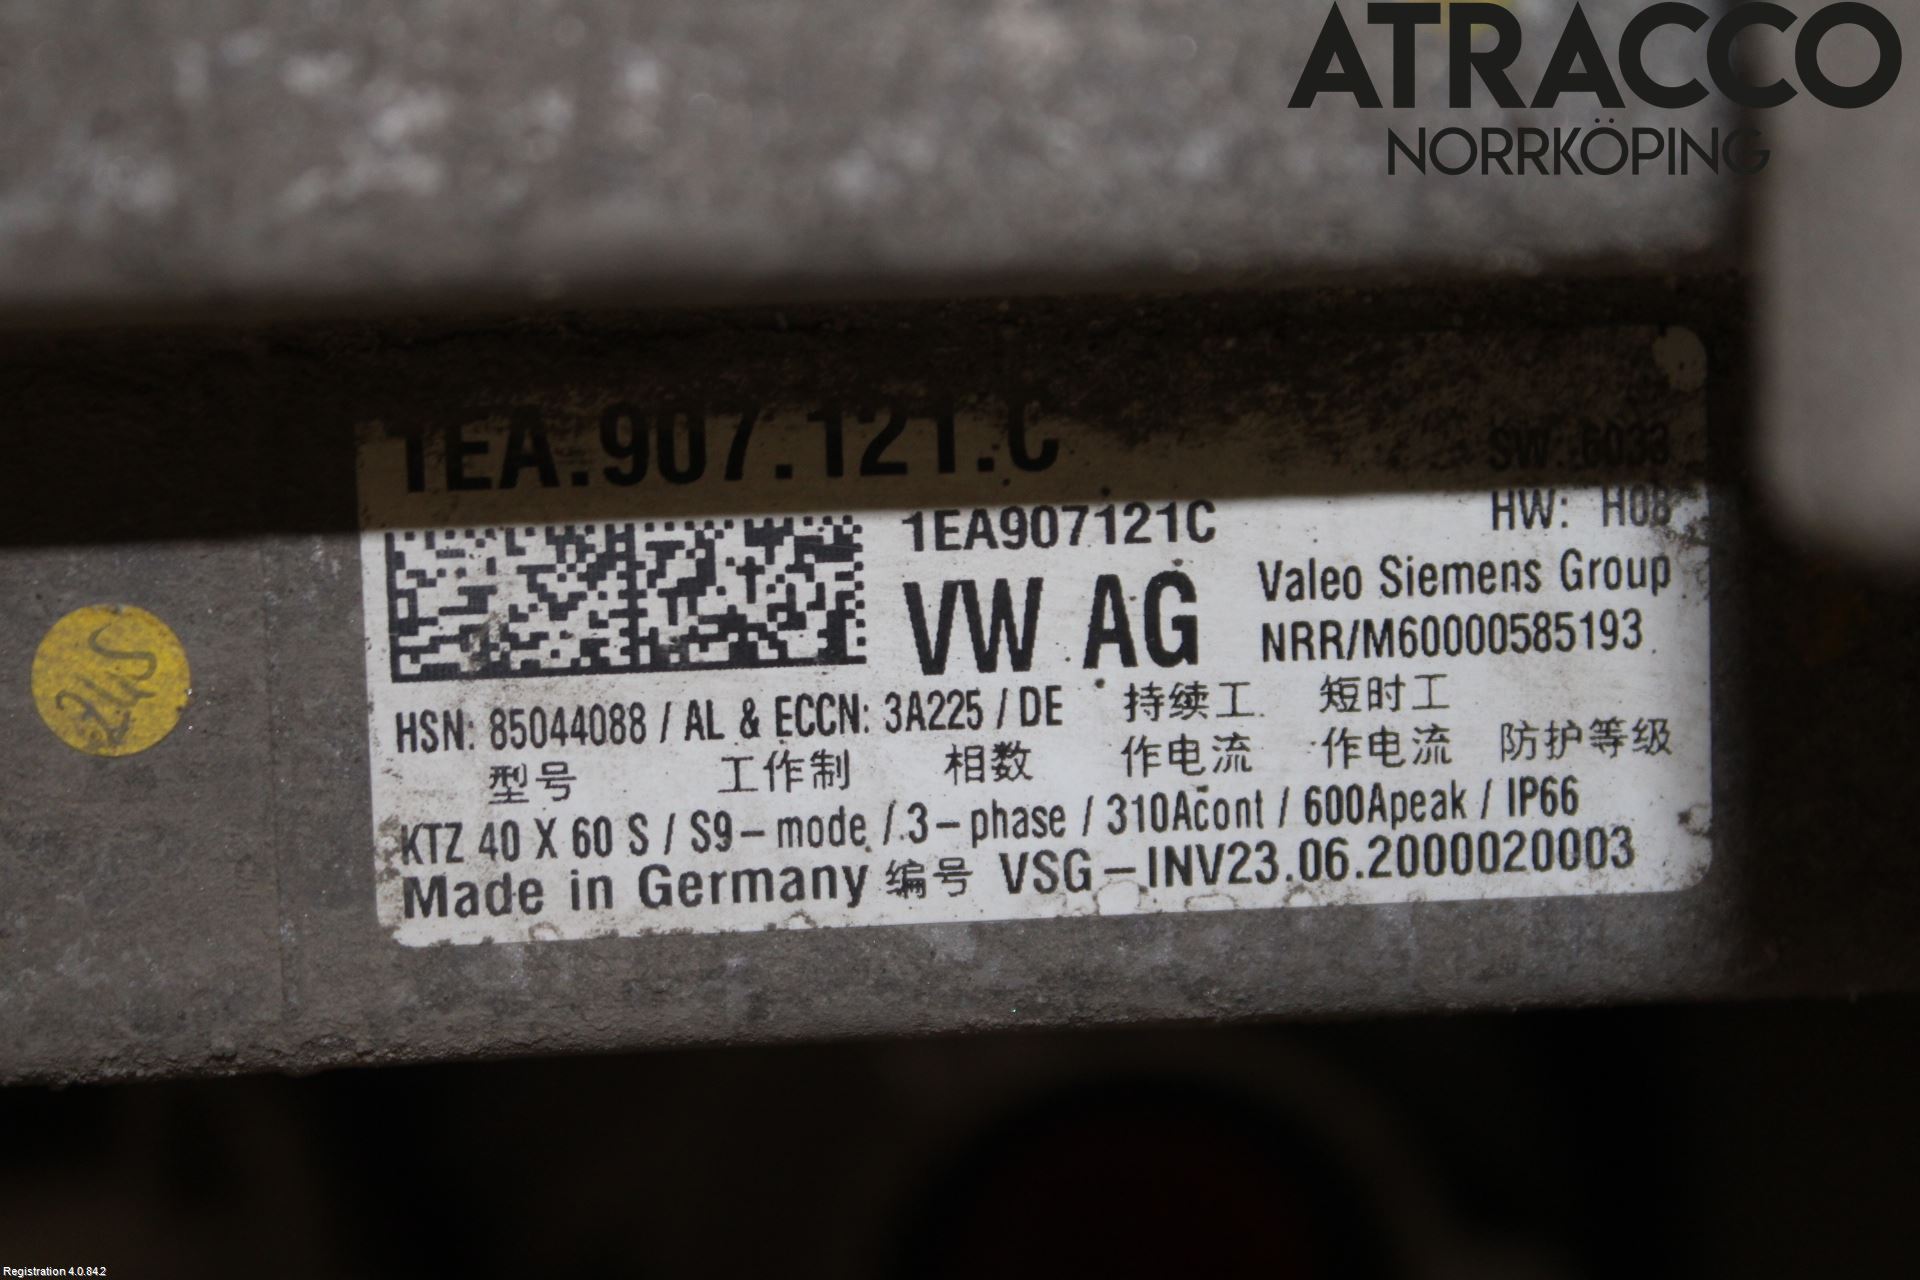 ATRACCO
NORRKÖPING
1EA.907.121.C
SW: 6033
1EA907121C
HW: H08
VW AG
Valeo Siemens Group
NRR/M60000585193
HSN: 85044088 / AL & ECCN: 3A225 / DE
持续工 短时工
型号 工作制 相数 作电流 作电流 防护等级
KTZ 40 X 60 S / S9-mode / 3-phase / 310Acont / 600Apeak / IP66
Made in Germany 编号 VSG-INV23.06.2000020003
Registration 4.0.84.2